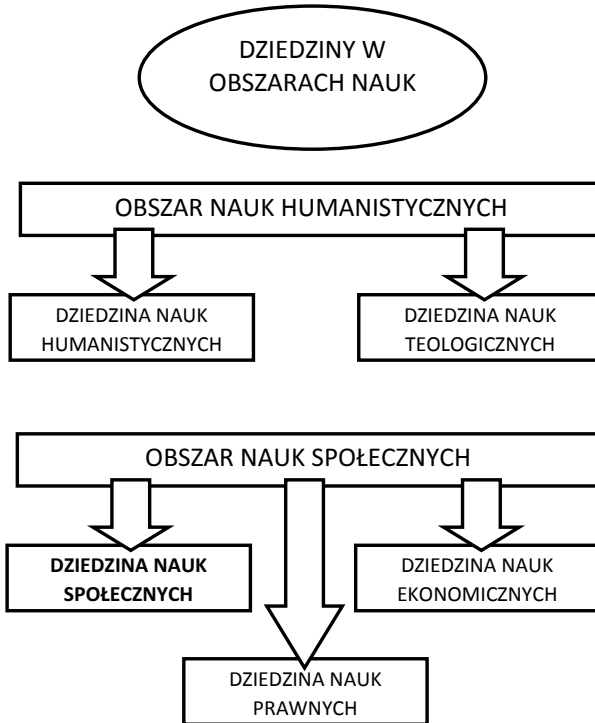 DZIEDZINY W
OBSZARACH NAUK
OBSZAR NAUK HUMANISTYCZNYCH
DZIEDZINA NAUK
HUMANISTYCZNYCH
DZIEDZINA NAUK
TEOLOGICZNYCH
OBSZAR NAUK SPOŁECZNYCH
DZIEDZINA NAUK
SPOŁECZNYCH
DZIEDZINA NAUK
EKONOMICZNYCH
DZIEDZINA NAUK
PRAWNYCH